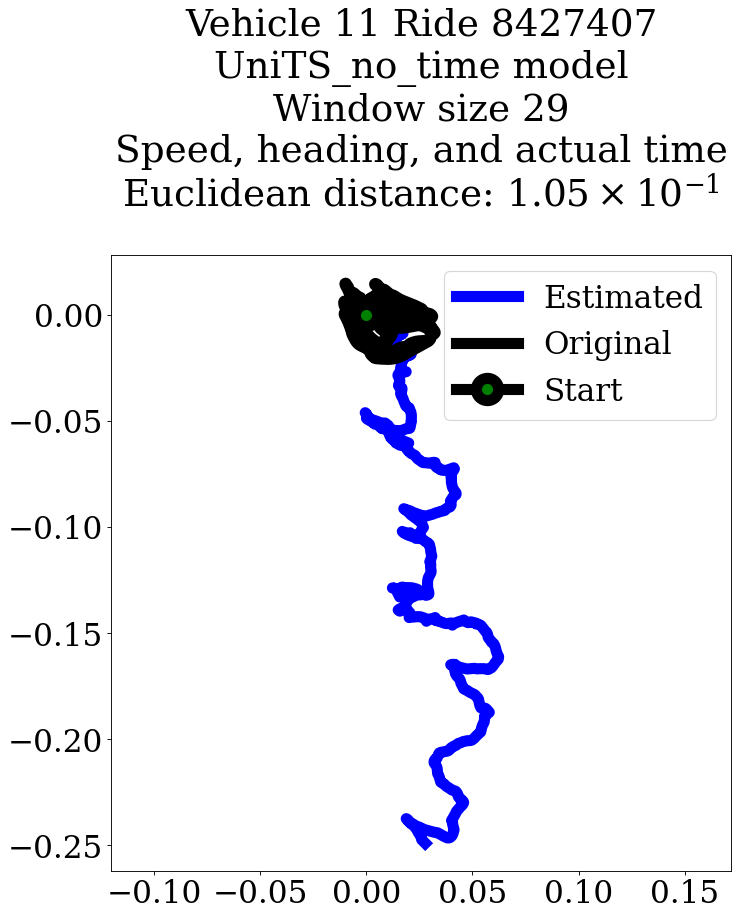 Vehicle 11 Ride 8427407
UniTS_no_time model
Window size 29
Speed, heading, and actual time
Euclidean distance: 1.05 × 10⁻¹
Estimated
Original
Start
0.00
−0.05
−0.10
−0.15
−0.20
−0.25
−0.10 −0.05 0.00 0.05 0.10 0.15